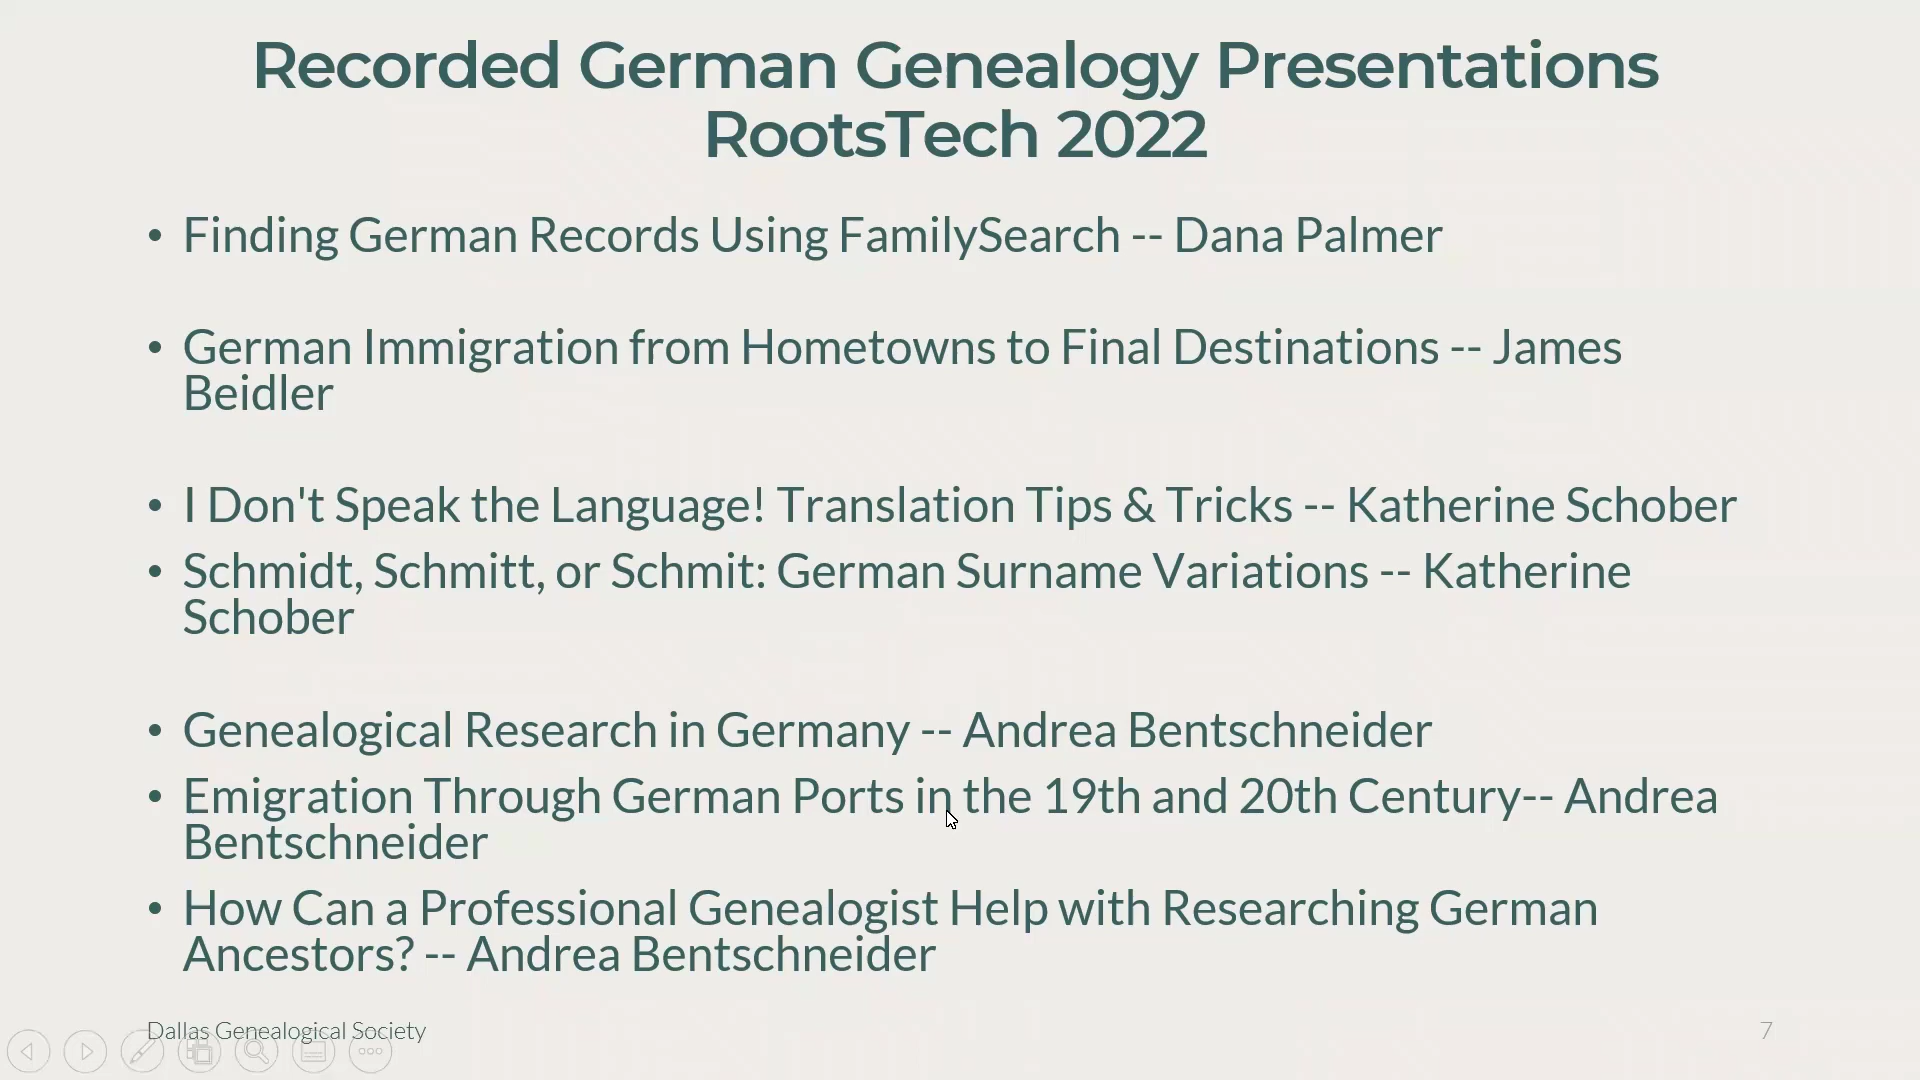 Recorded German Genealogy Presentations
RootsTech 2022
• Finding German Records Using FamilySearch -- Dana Palmer
• German Immigration from Hometowns to Final Destinations -- James
Beidler
• I Don't Speak the Language! Translation Tips & Tricks -- Katherine Schober
• Schmidt, Schmitt, or Schmit: German Surname Variations -- Katherine
Schober
• Genealogical Research in Germany -- Andrea Bentschneider
• Emigration Through German Ports in the 19th and 20th Century-- Andrea
Bentschneider
• How Can a Professional Genealogist Help with Researching German
Ancestors? -- Andrea Bentschneider
Dallas Genealogical Society
7